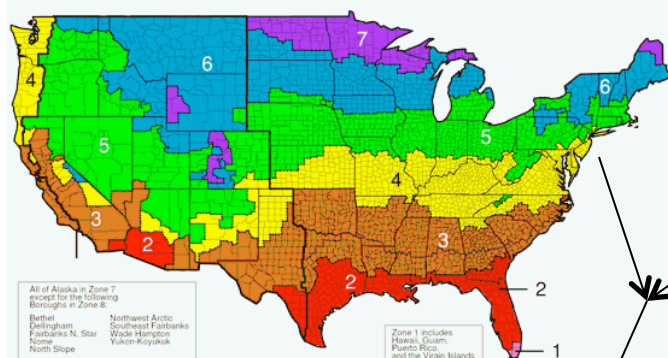 7
6
4
6
5
5
4
3
3
2
2
2
1
All of Alaska in Zone 7
except for the following
Boroughs in Zone 8:
Bethel Northwest Arctic
Dellingham Southeast Fairbanks
Fairbanks N. Star Wade Hampton
Nome Yukon-Koyukuk
North Slope
Zone 1 includes
Hawaii, Guam,
Puerto Rico,
and the Virgin Islands